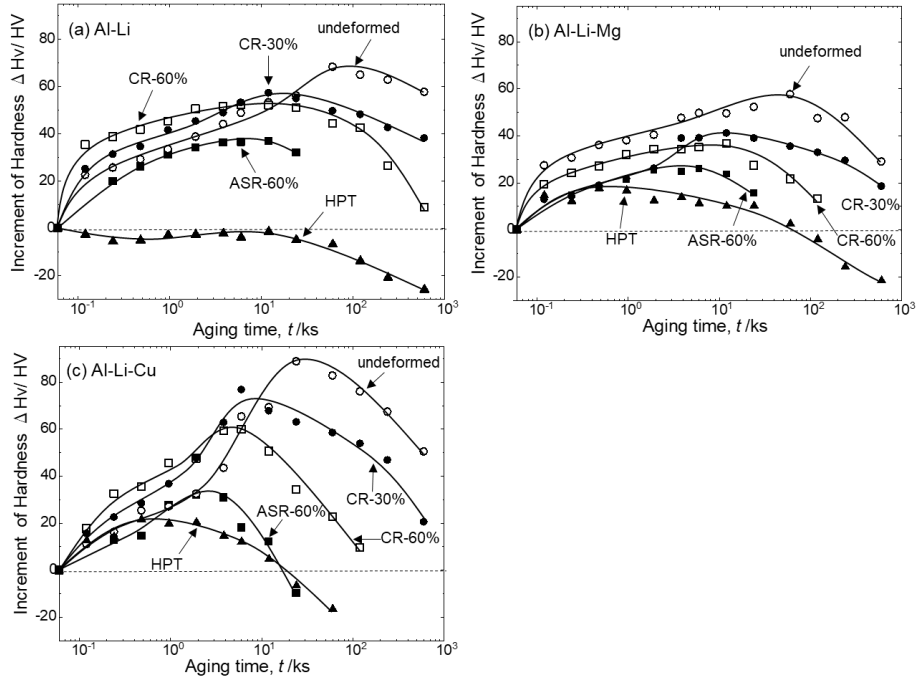 (a) Al-Li
undeformed
CR-30%
CR-60%
ASR-60%
HPT
80
60
40
20
0
-20
Increment of Hardness Δ Hv/ HV
10⁻¹ 10⁰ 10¹ 10² 10³
Aging time, t /ks
(b) Al-Li-Mg
undeformed
CR-30%
HPT
ASR-60%
CR-60%
80
60
40
20
0
-20
Increment of Hardness Δ Hv/ HV
10⁻¹ 10⁰ 10¹ 10² 10³
Aging time, t /ks
(c) Al-Li-Cu
undeformed
CR-30%
ASR-60%
CR-60%
HPT
80
60
40
20
0
-20
Increment of Hardness Δ Hv/ HV
10⁻¹ 10⁰ 10¹ 10² 10³
Aging time, t /ks